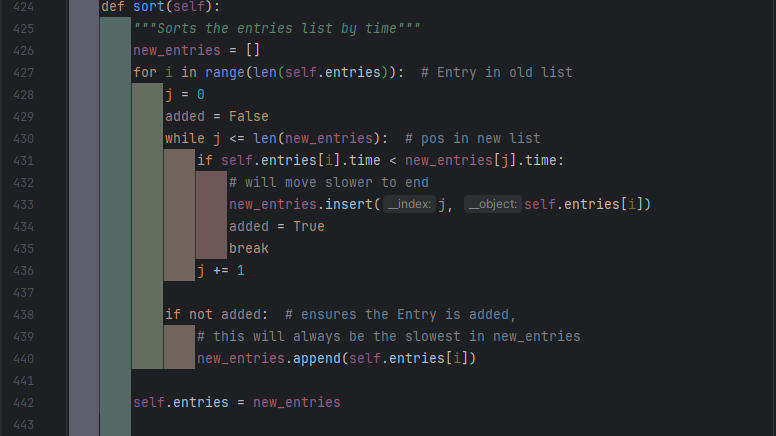 424 def sort(self):
425 """Sorts the entries list by time"""
426 new_entries = []
427 for i in range(len(self.entries)):  # Entry in old list
428 j = 0
429 added = False
430 while j <= len(new_entries):  # pos in new list
431 if self.entries[i].time < new_entries[j].time:
432 # will move slower to end
433 new_entries.insert(__index: j, __object: self.entries[i])
434 added = True
435 break
436 j += 1
437
438 if not added:  # ensures the Entry is added,
439 # this will always be the slowest in new_entries
440 new_entries.append(self.entries[i])
441
442 self.entries = new_entries
443